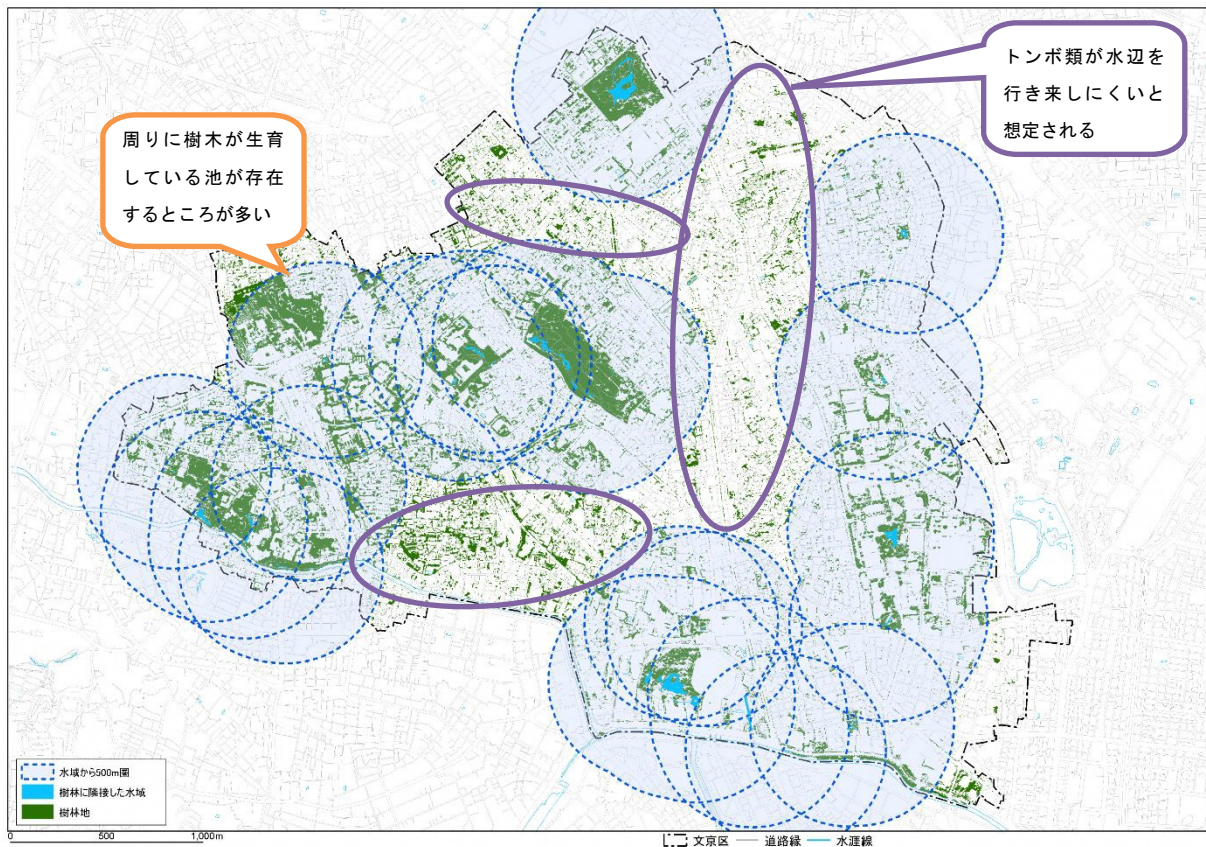 トンボ類が水辺を
行き来しにくいと
想定される
周りに樹木が生育
している池が存在
するところが多い
水域から500m圏
樹林に隣接した水域
樹林地
0 500 1,000m
文京区 道路縁 水涯線